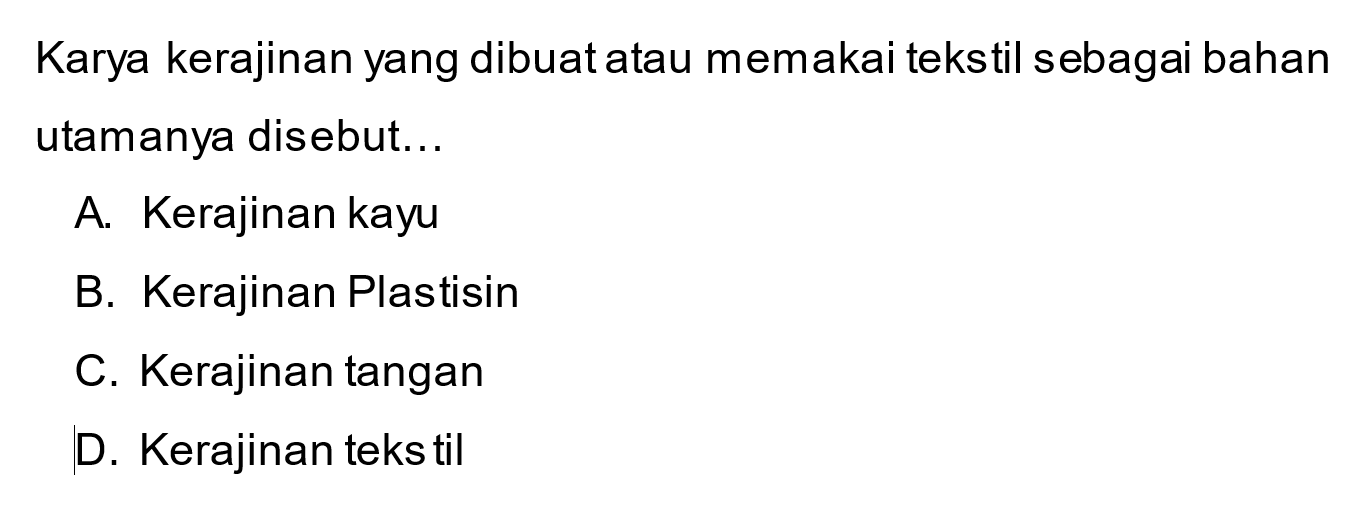 Karya kerajinan yang dibuat atau memakai tekstil sebagai bahan
utamanya disebut...
A. Kerajinan kayu
B. Kerajinan Plastisin
C. Kerajinan tangan
D. Kerajinan tekstil